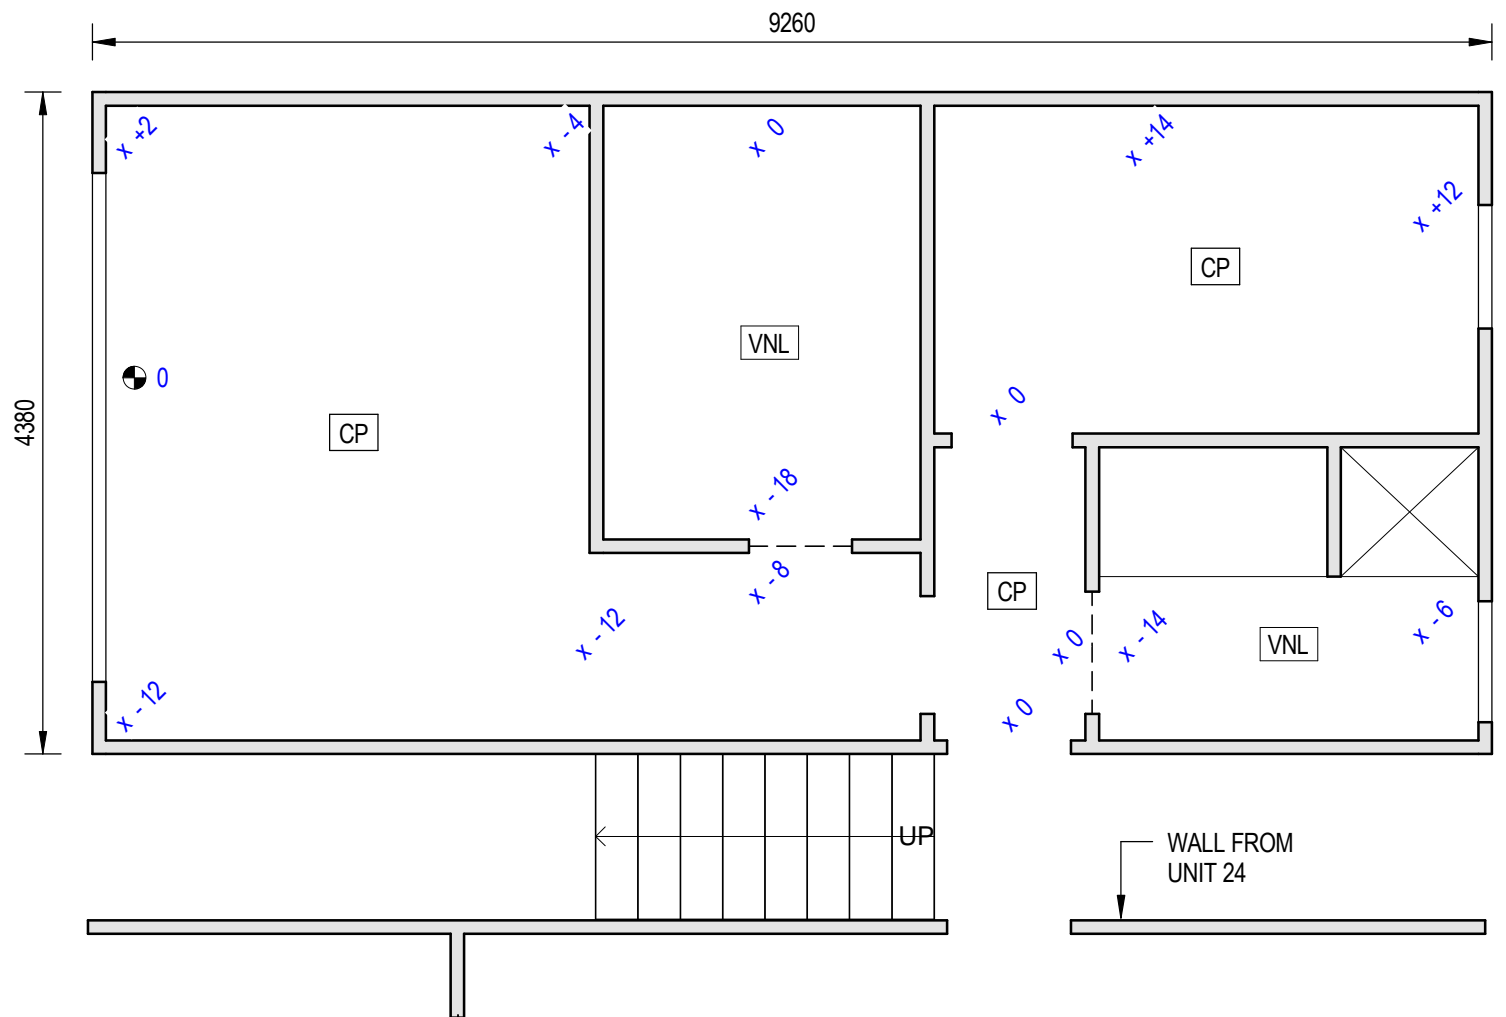 9260
4380
x +2
x - 4
x 0
x +14
x +12
CP
VNL
0
x 0
CP
x - 18
x - 8
CP
x - 12
x 0
x - 14
VNL
x - 6
x - 12
x 0
UP
WALL FROM
UNIT 24